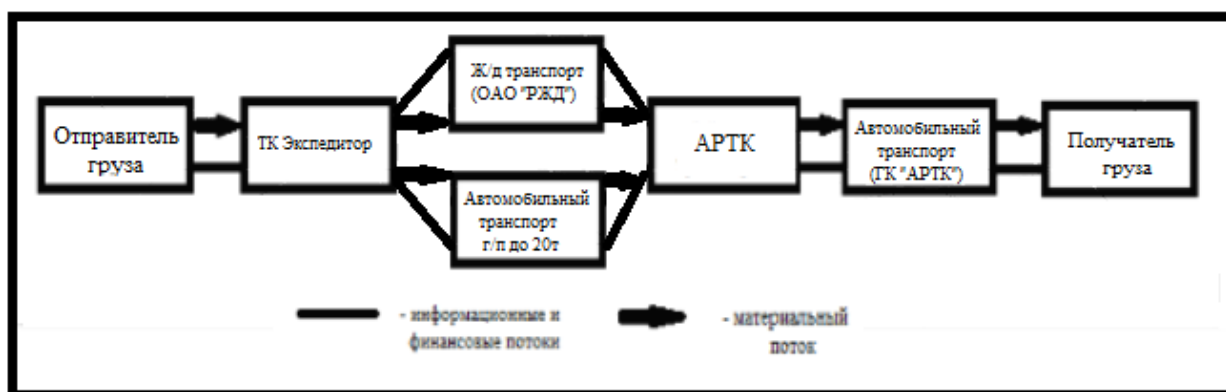 Отправитель
груза
ТК Экспедитор
Ж/д транспорт
(ОАО "РЖД")
Автомобильный
транспорт
г/п до 20т
АРТК
Автомобильный
транспорт
(ГК "АРТК")
Получатель
груза
- информационные и
финансовые потоки
- материальный
поток